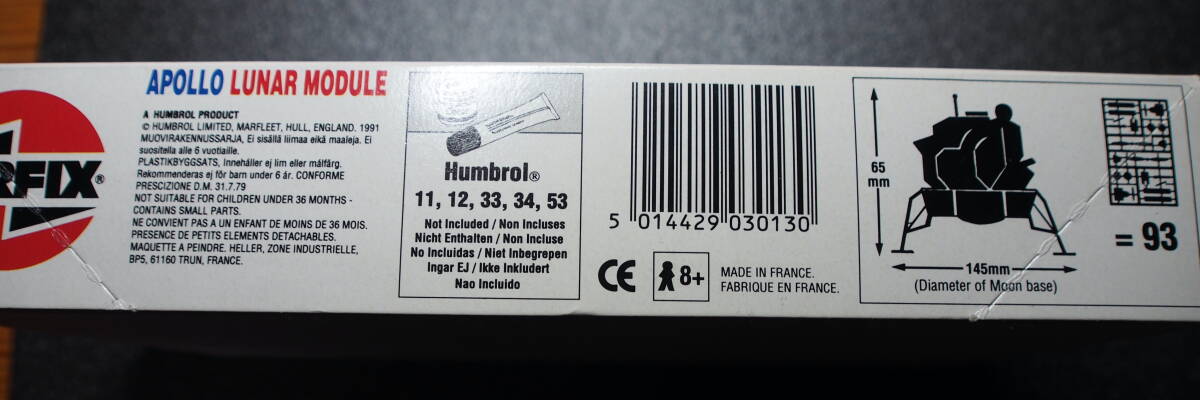 RFIX®
APOLLO LUNAR MODULE
A HUMBROL PRODUCT
© HUMBROL LIMITED, MARFLEET, HULL, ENGLAND. 1991
MUOVIRAKENNUSSARJA, Ei sisällä liimaa eikä maaleja. Ei
suositella alle 6 vuotiaille.
PLASTIKBYGGSATS, Innehåller ej lim eller målfärg.
Rekommenderas ej för barn under 6 år. CONFORME
PRESCIZIONE D.M. 31.7.79
NOT SUITABLE FOR CHILDREN UNDER 36 MONTHS -
CONTAINS SMALL PARTS.
NE CONVIENT PAS A UN ENFANT DE MOINS DE 36 MOIS.
PRESENCE DE PETITS ELEMENTS DETACHABLES.
MAQUETTE A PEINDRE. HELLER, ZONE INDUSTRIELLE,
BP5, 61160 TRUN, FRANCE.
Humbrol®
11, 12, 33, 34, 53
Not Included / Non Incluses
Nicht Enthalten / Non Incluse
No Incluidas / Niet Inbegrepen
Ingar EJ / Ikke Inkludert
Nao Incluido
5 014429 030130
CE
8+
MADE IN FRANCE.
FABRIQUE EN FRANCE.
65
mm
145mm
(Diameter of Moon base)
= 93